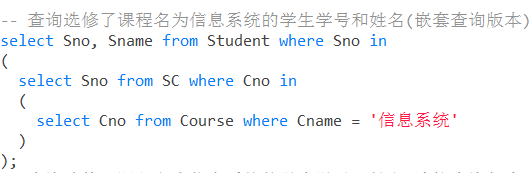 -- 查询选修了课程名为信息系统的学生学号和姓名(嵌套查询版本)
select Sno, Sname from Student where Sno in
(
  select Sno from SC where Cno in
  (
    select Cno from Course where Cname = '信息系统'
  )
);